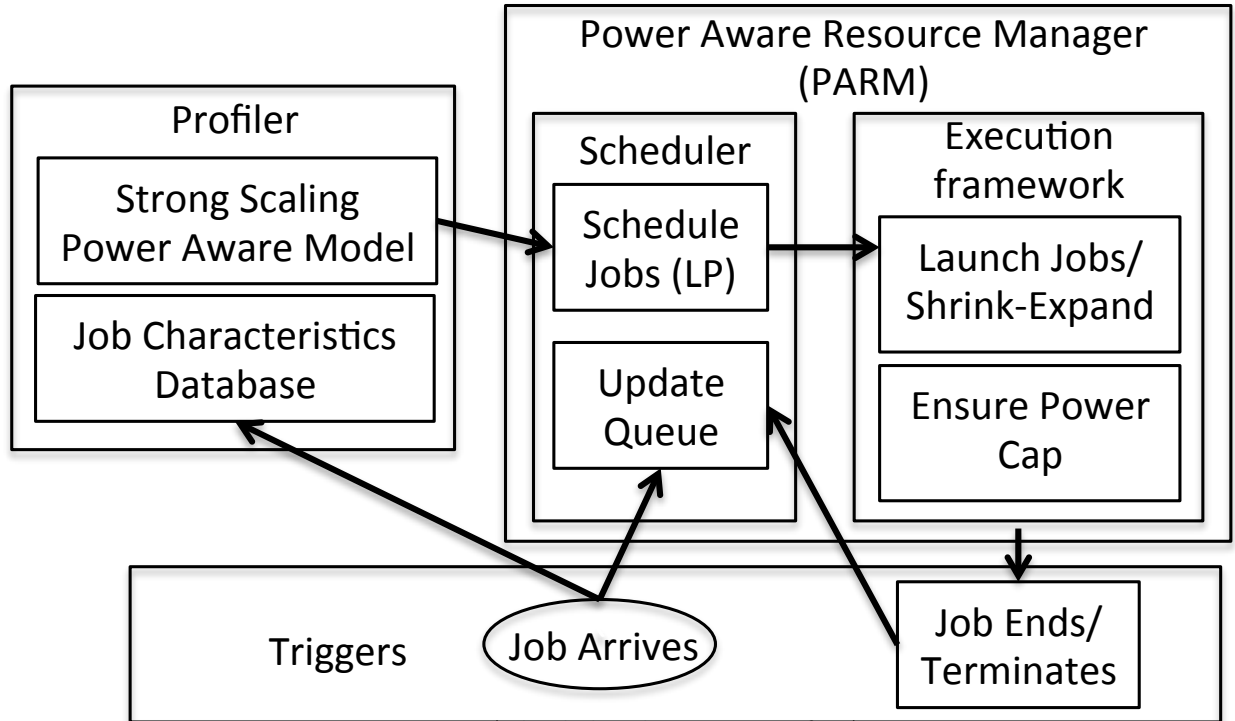 Power Aware Resource Manager
(PARM)
Profiler
Strong Scaling
Power Aware Model
Job Characteristics
Database
Scheduler
Schedule
Jobs (LP)
Update
Queue
Execution
framework
Launch Jobs/
Shrink-Expand
Ensure Power
Cap
Triggers
Job Arrives
Job Ends/
Terminates